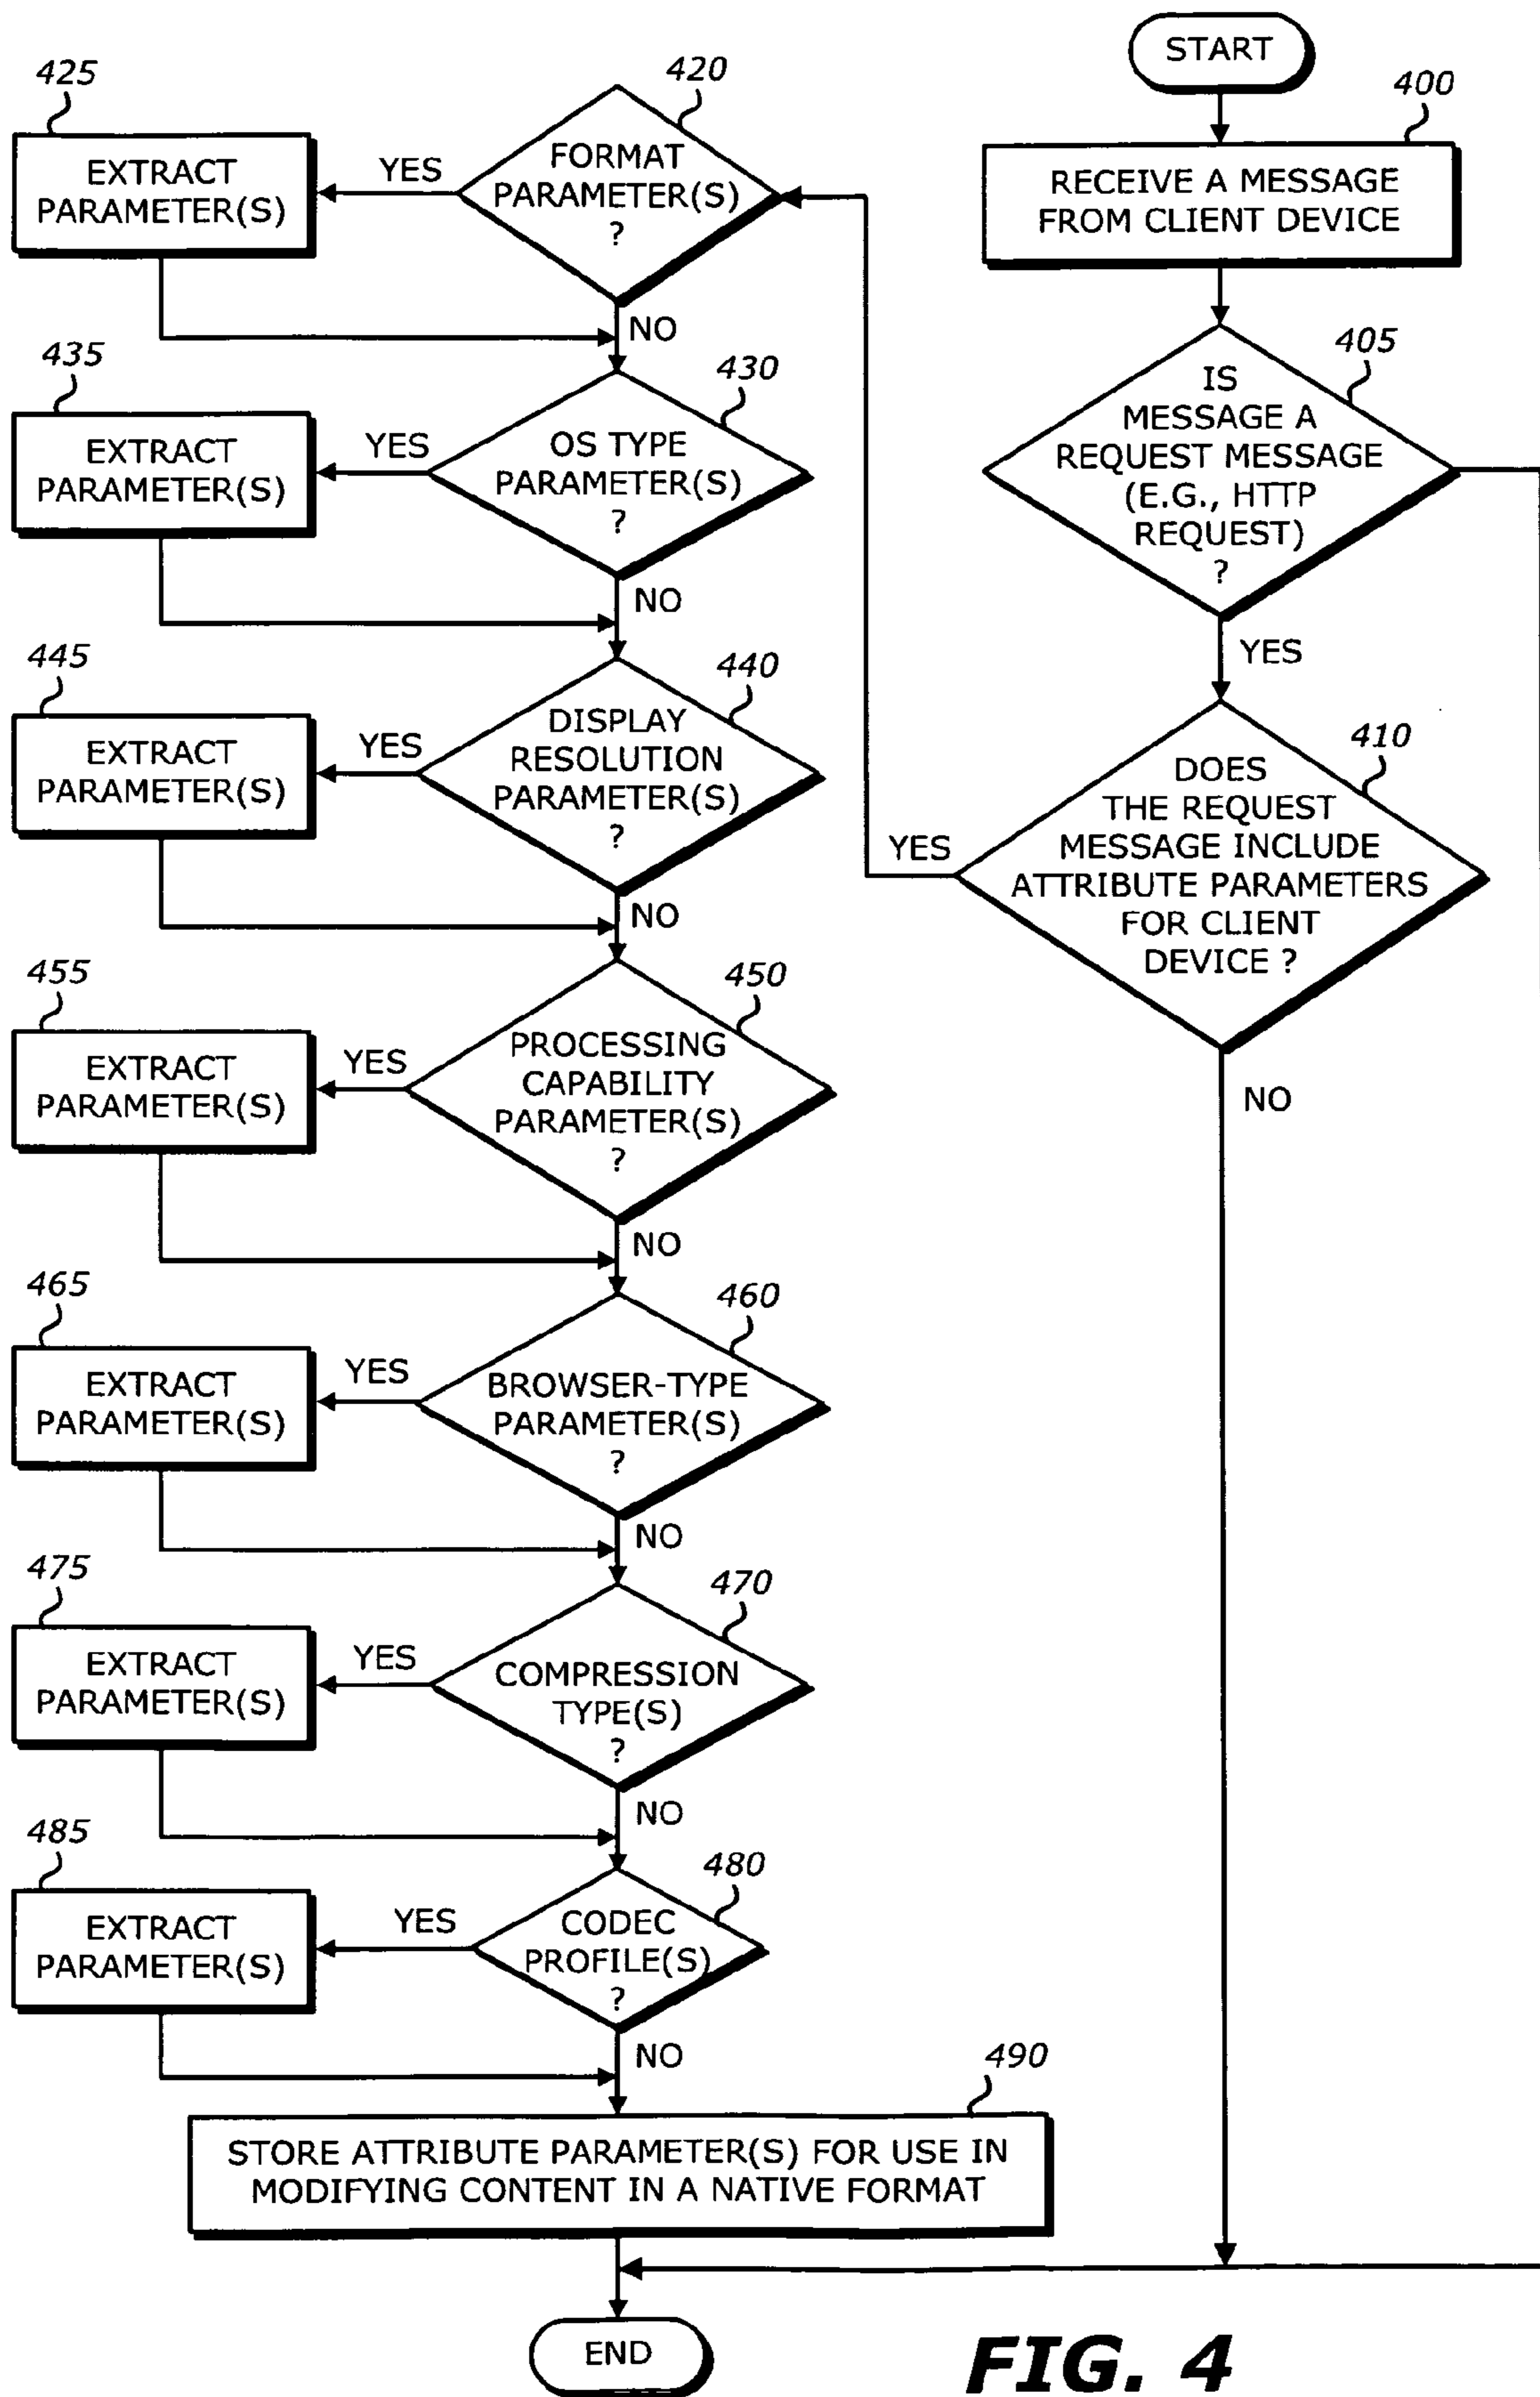 START
400
RECEIVE A MESSAGE
FROM CLIENT DEVICE
405
IS
MESSAGE A
REQUEST MESSAGE
(E.G., HTTP
REQUEST)
?
YES
410
DOES
THE REQUEST
MESSAGE INCLUDE
ATTRIBUTE PARAMETERS
FOR CLIENT
DEVICE ?
YES
NO
420
FORMAT
PARAMETER(S)
?
YES
425
EXTRACT
PARAMETER(S)
NO
430
OS TYPE
PARAMETER(S)
?
YES
435
EXTRACT
PARAMETER(S)
NO
440
DISPLAY
RESOLUTION
PARAMETER(S)
?
YES
445
EXTRACT
PARAMETER(S)
NO
450
PROCESSING
CAPABILITY
PARAMETER(S)
?
YES
455
EXTRACT
PARAMETER(S)
NO
460
BROWSER-TYPE
PARAMETER(S)
?
YES
465
EXTRACT
PARAMETER(S)
NO
470
COMPRESSION
TYPE(S)
?
YES
475
EXTRACT
PARAMETER(S)
NO
480
CODEC
PROFILE(S)
?
YES
485
EXTRACT
PARAMETER(S)
NO
490
STORE ATTRIBUTE PARAMETER(S) FOR USE IN
MODIFYING CONTENT IN A NATIVE FORMAT
END
FIG. 4